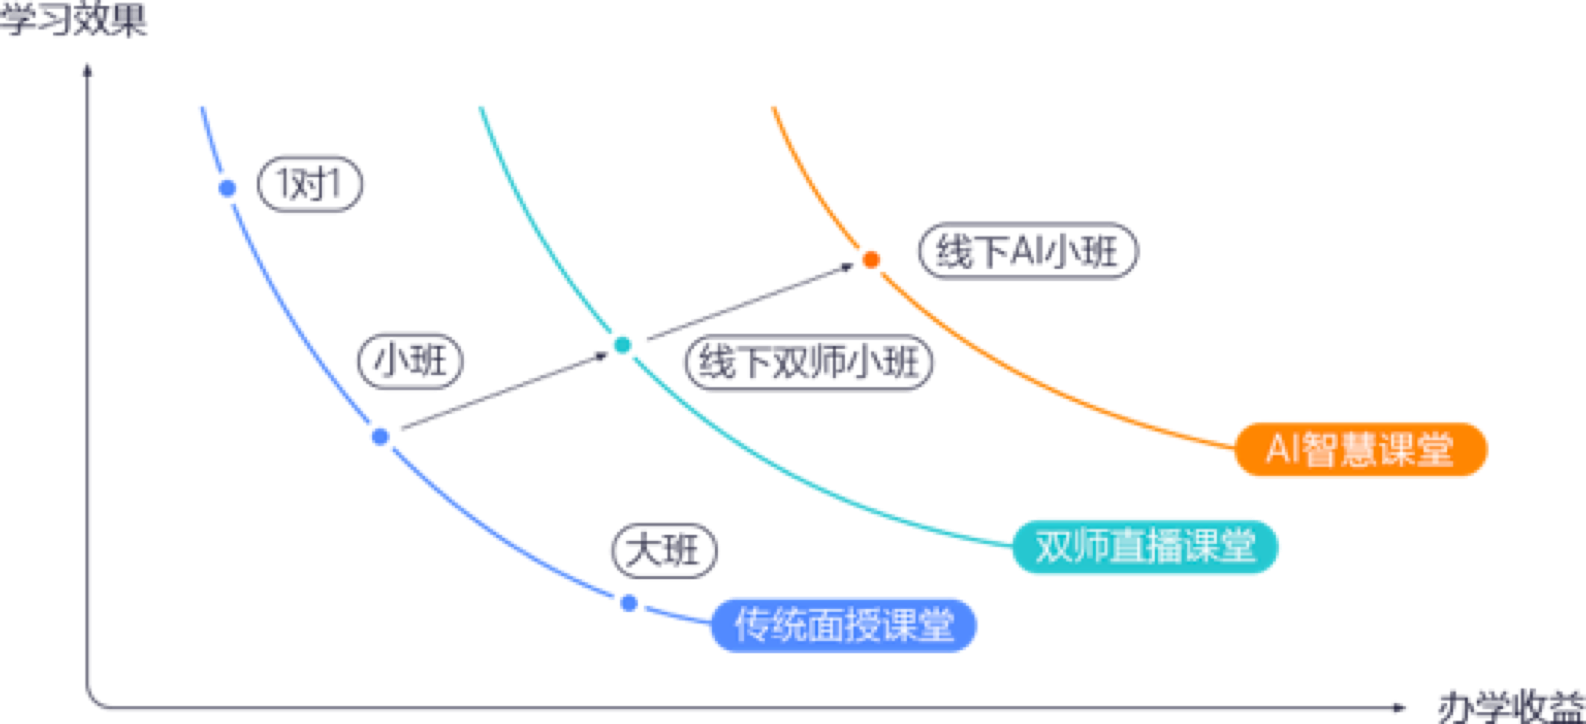 学习效果
1对1
线下AI小班
小班
线下双师小班
AI智慧课堂
大班
双师直播课堂
传统面授课堂
办学收益